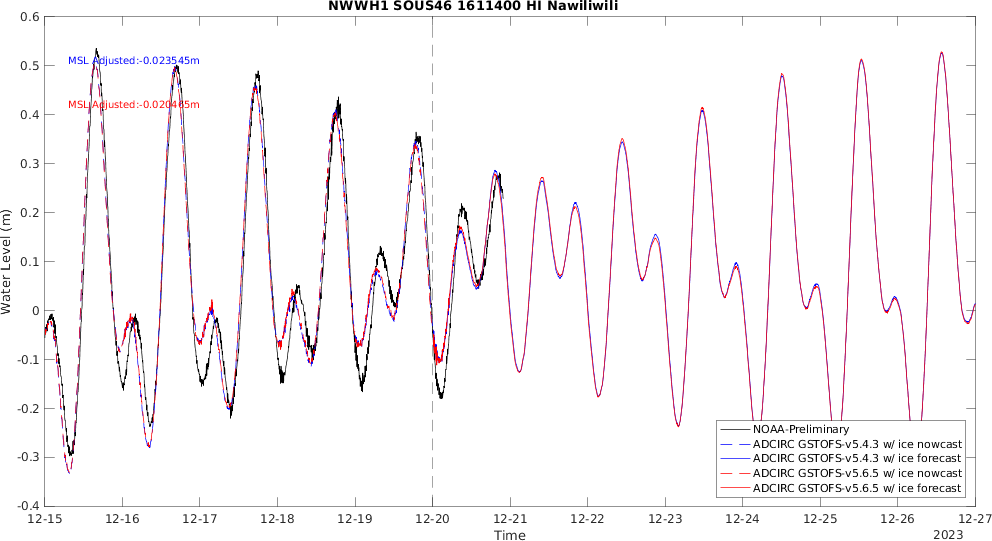 NWWH1 SOUS46 1611400 HI Nawiliwili
0.6
0.5
0.4
0.3
0.2
0.1
0
-0.1
-0.2
-0.3
-0.4
Water Level (m)
MSL Adjusted:-0.023545m
MSL Adjusted:-0.020465m
NOAA-Preliminary
ADCIRC GSTOFS-v5.4.3 w/ ice nowcast
ADCIRC GSTOFS-v5.4.3 w/ ice forecast
ADCIRC GSTOFS-v5.6.5 w/ ice nowcast
ADCIRC GSTOFS-v5.6.5 w/ ice forecast
12-15 12-16 12-17 12-18 12-19 12-20 12-21 12-22 12-23 12-24 12-25 12-26 12-27
Time
2023